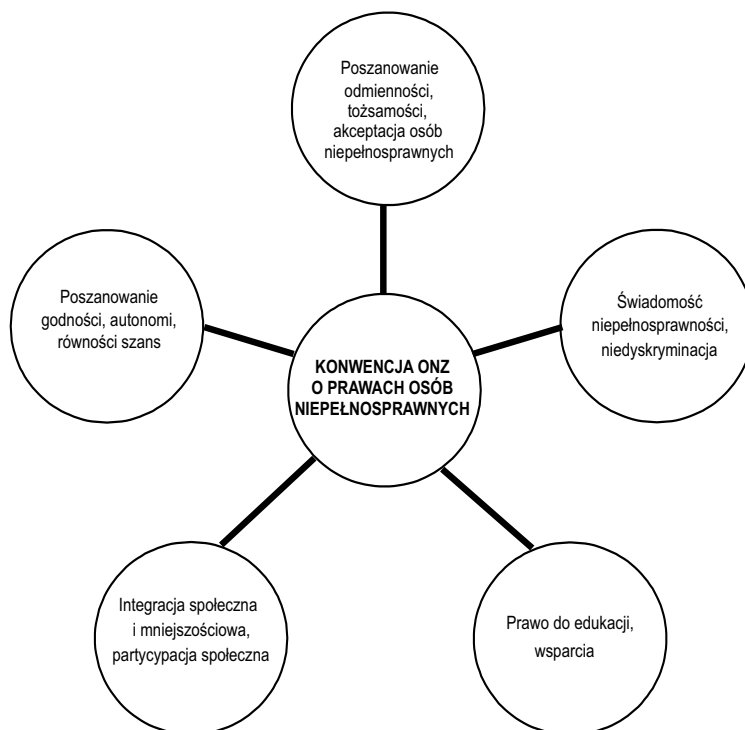 Poszanowanie
odmienności,
tożsamości,
akceptacja osób
niepełnosprawnych
Poszanowanie
godności, autonomi,
równości szans
Świadomość
niepełnosprawności,
niedyskryminacja
KONWENCJA ONZ
O PRAWACH OSÓB
NIEPEŁNOSPRAWNYCH
Integracja społeczna
i mniejszościowa,
partycypacja społeczna
Prawo do edukacji,
wsparcia